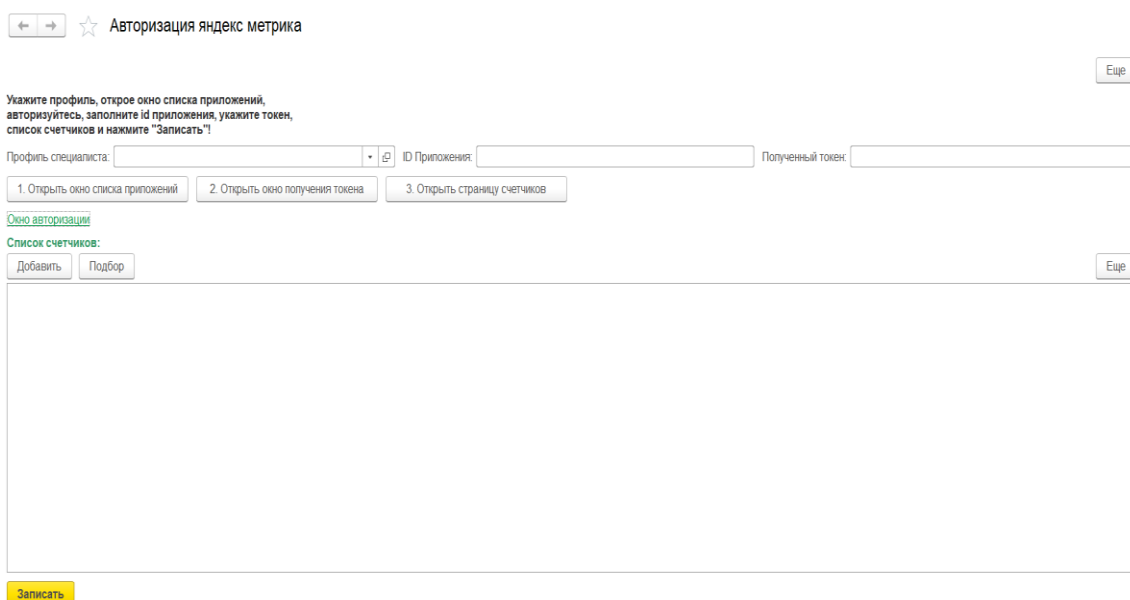 Авторизация яндекс метрика
Еще
Укажите профиль, открое окно списка приложений,
авторизуйтесь, заполните id приложения, укажите токен,
список счетчиков и нажмите "Записать"!
Профиль специалиста: ID Приложения: Полученный токен:
1. Открыть окно списка приложений 2. Открыть окно получения токена 3. Открыть страницу счетчиков
Окно авторизации
Список счетчиков:
Добавить Подбор Еще
Записать